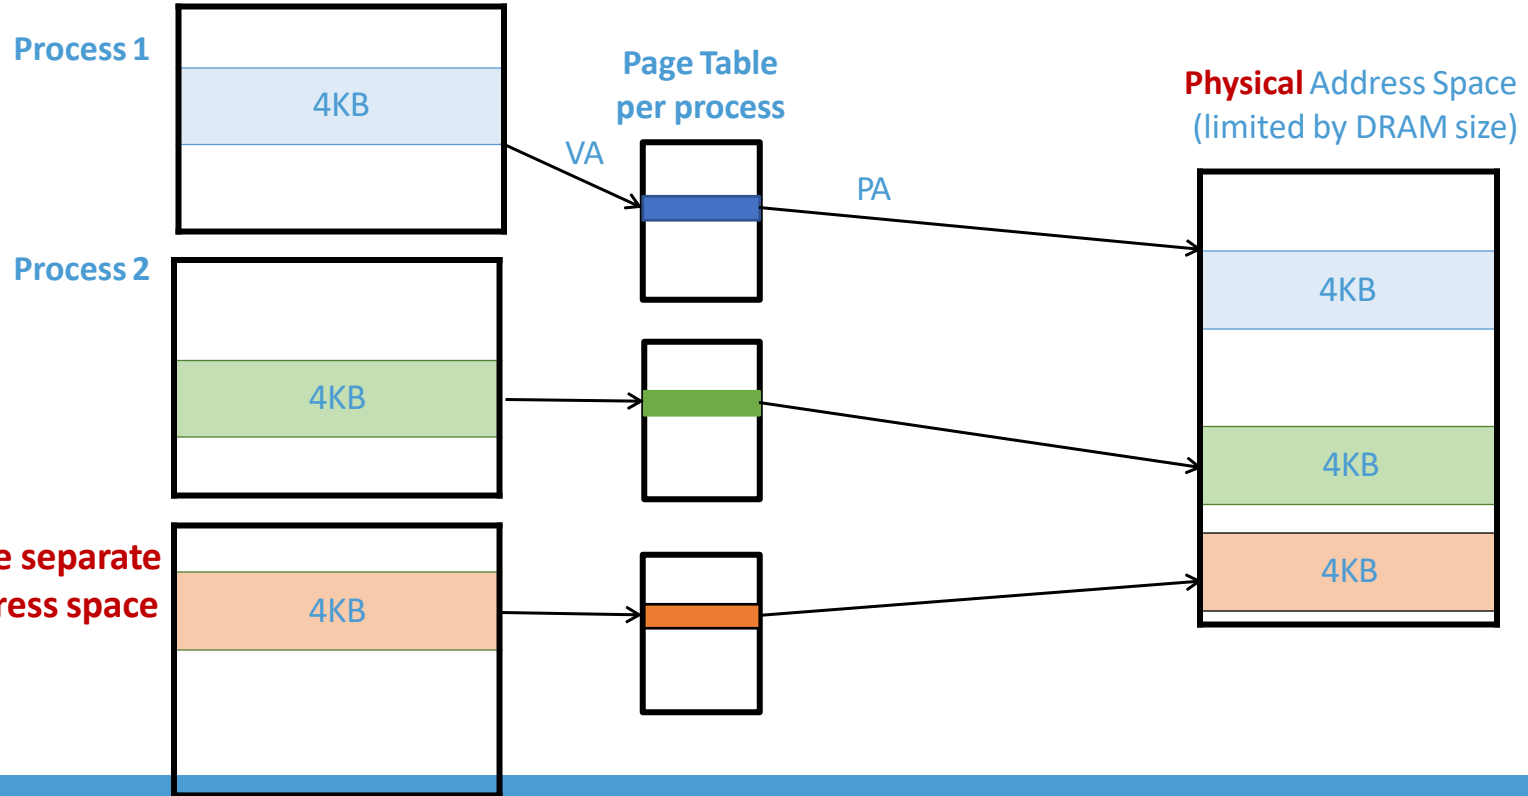 Process 1
4KB
Page Table
per process
VA
PA
Physical Address Space
(limited by DRAM size)
4KB
Process 2
4KB
4KB
separate
space
4KB
4KB